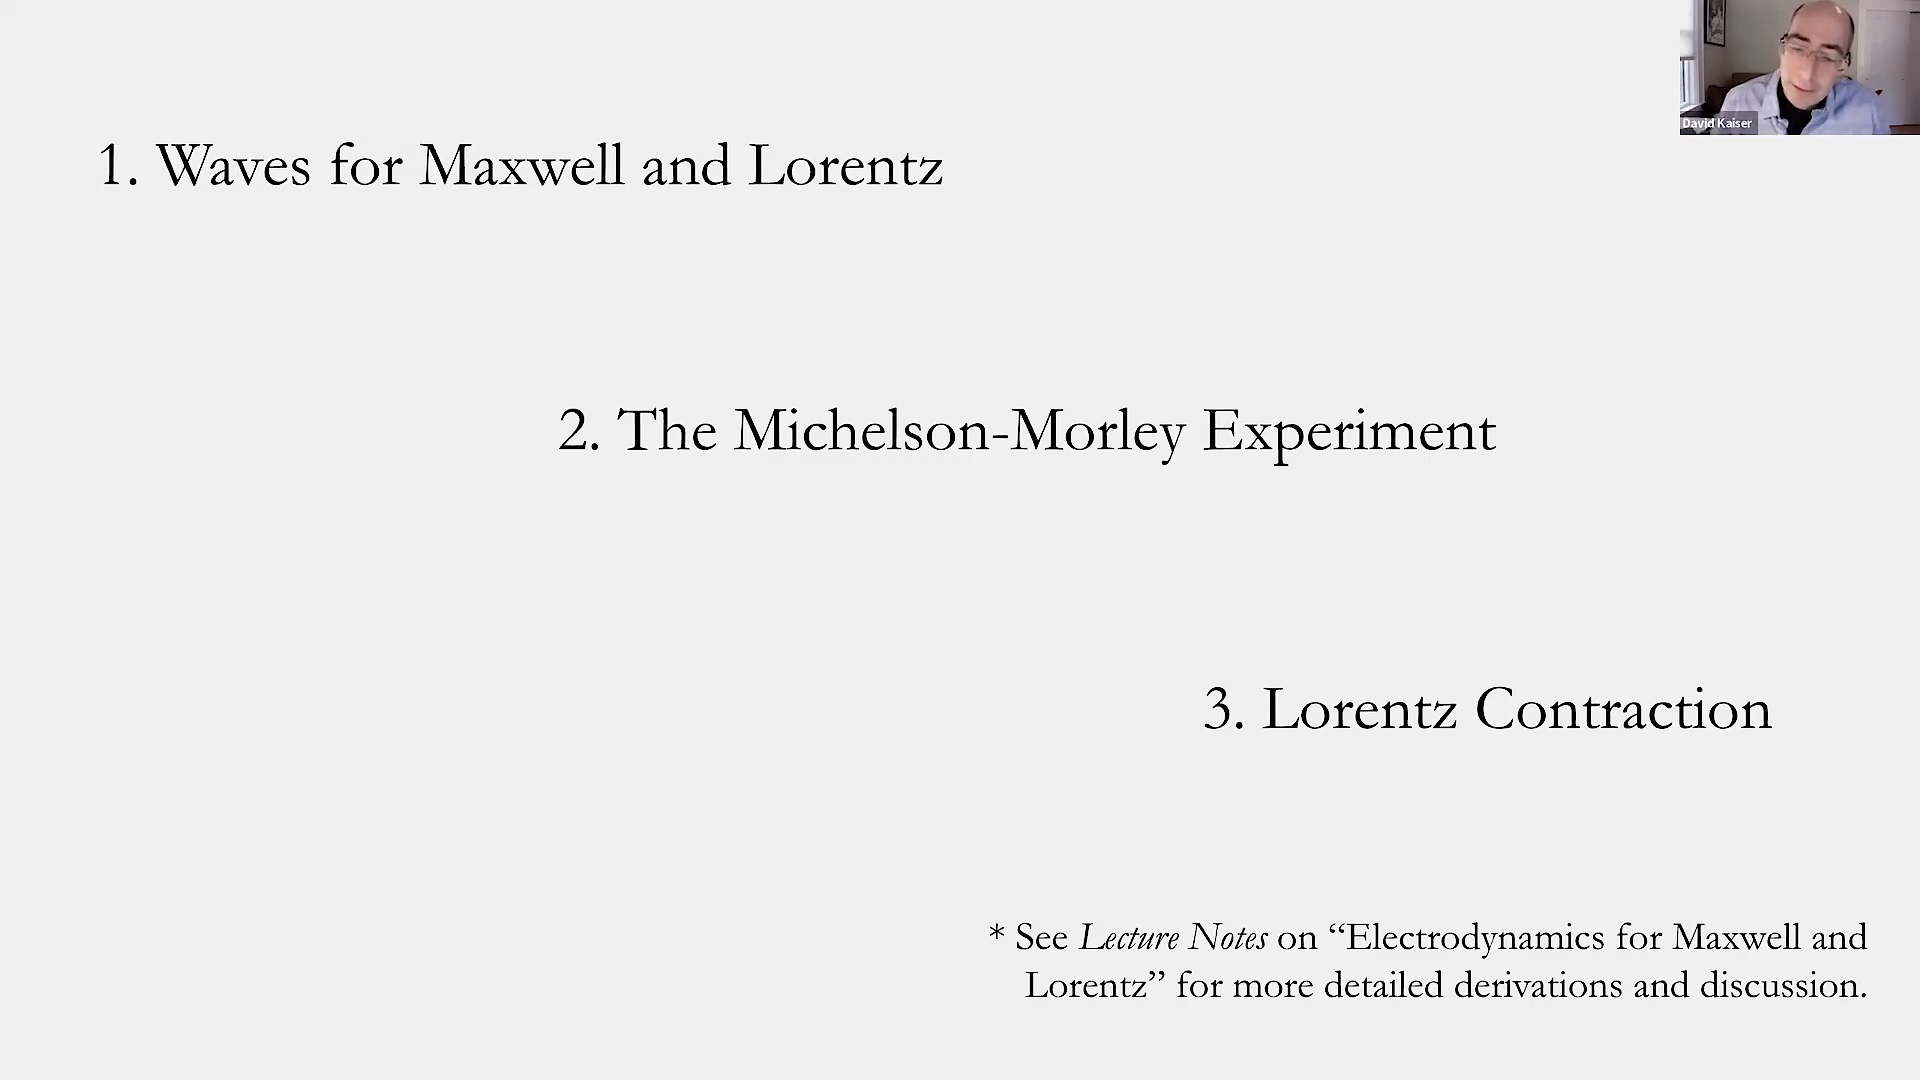 David Kaiser
1. Waves for Maxwell and Lorentz
2. The Michelson-Morley Experiment
3. Lorentz Contraction
* See Lecture Notes on “Electrodynamics for Maxwell and
Lorentz” for more detailed derivations and discussion.